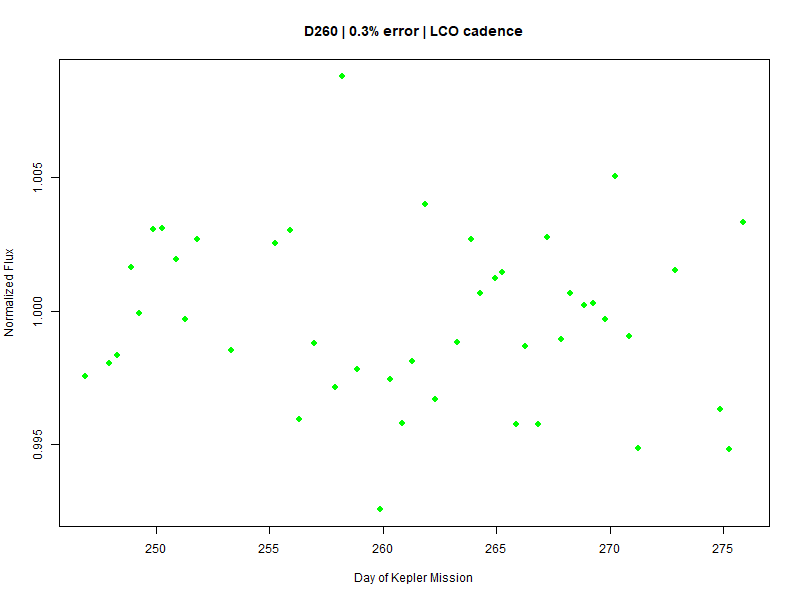 D260 | 0.3% error | LCO cadence
Normalized Flux
1.005
1.000
0.995
250 255 260 265 270 275
Day of Kepler Mission